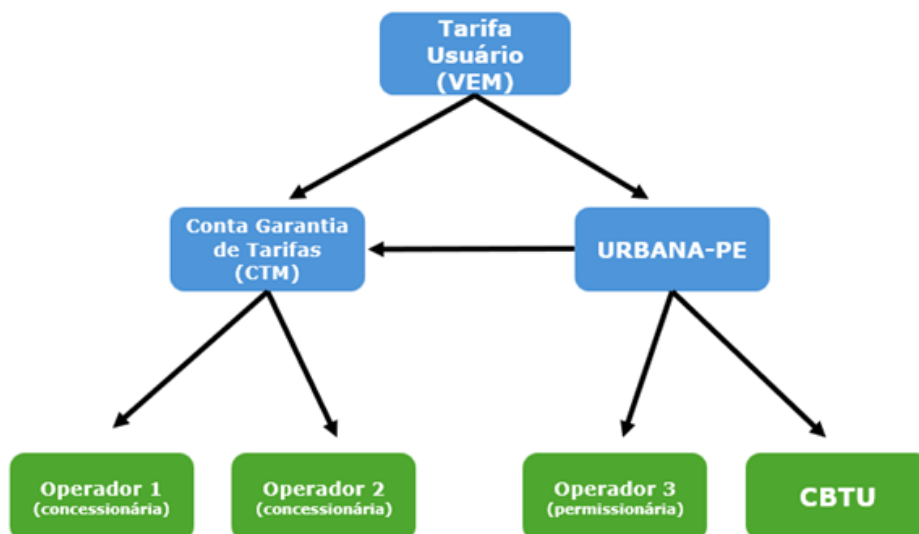 Tarifa
Usuário
(VEM)
Conta Garantia
de Tarifas
(CTM)
URBANA-PE
Operador 1
(concessionária)
Operador 2
(concessionária)
Operador 3
(permissionária)
CBTU